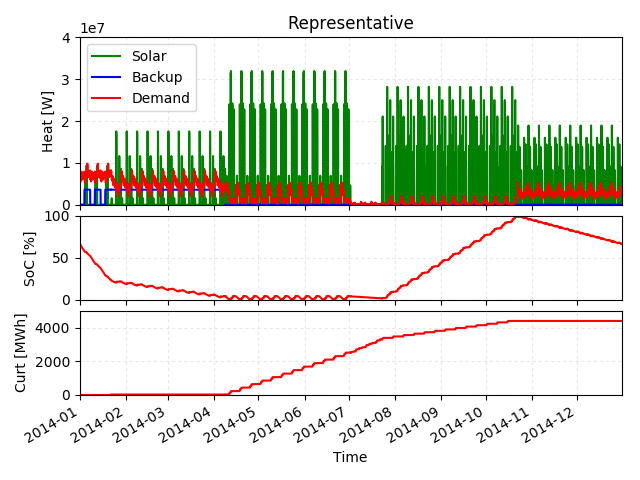 Representative
1e7
Heat [W]
4
3
2
1
0
Solar
Backup
Demand
SoC [%]
100
50
0
Curt [MWh]
4000
2000
0
2014-01
2014-02
2014-03
2014-04
2014-05
2014-06
2014-07
2014-08
2014-09
2014-10
2014-11
2014-12
Time